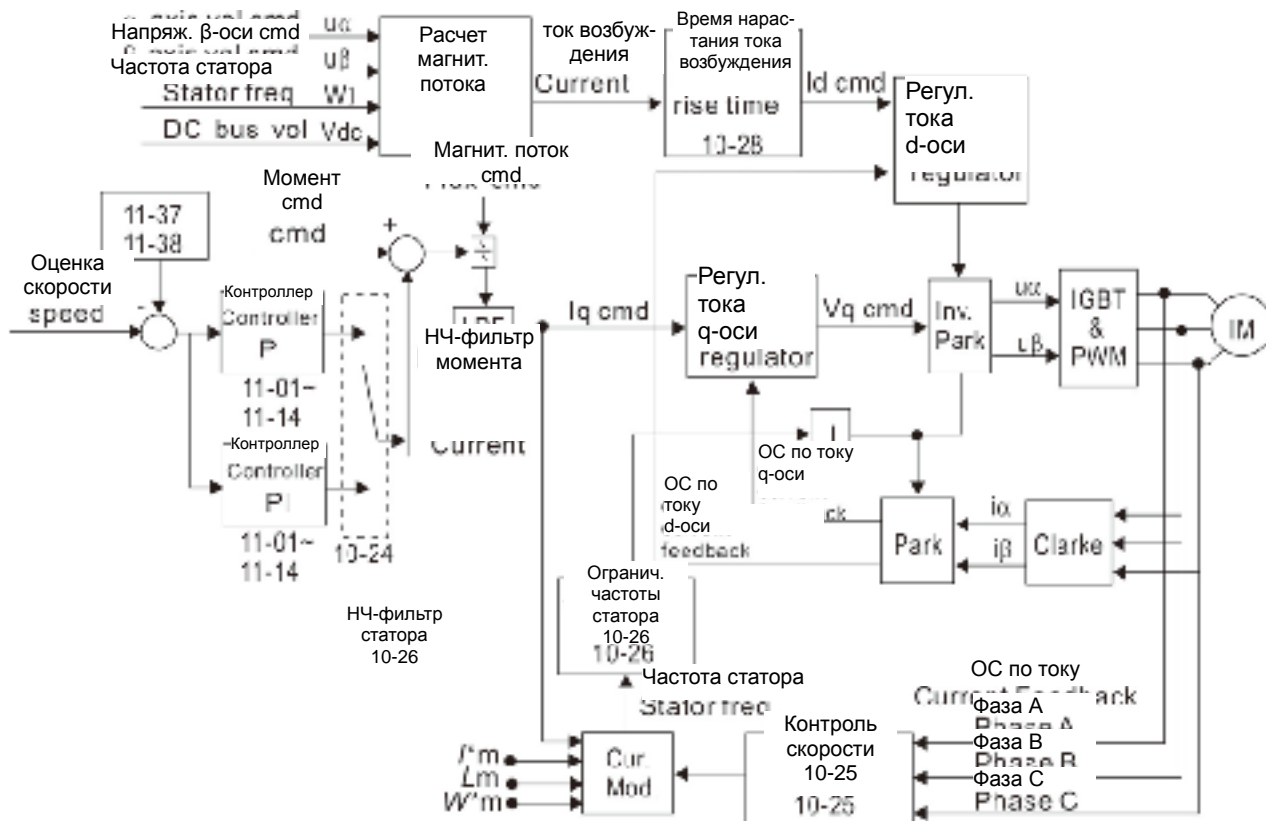 Напряж. β-оси cmd
uα
Частота статора
uβ
Stator freq
W1
DC bus vol
Vdc
Расчет
магнит.
потока
ток возбуж-
дения
Current
Время нарас-
тания тока
возбуждения
rise time
10-28
Id cmd
Регул.
тока
d-оси
regulator
Магнит. поток
cmd
Момент
cmd
cmd
11-37
11-38
Оценка
скорости
speed
-
+
÷
Контроллер
Controller
P
11-01~
11-14
Контроллер
Controller
PI
11-01~
11-14
10-24
НЧ-фильтр
момента
Current
Iq cmd
Регул.
тока
q-оси
regulator
Vq cmd
Inv.
Park
uα
uβ
IGBT
&
PWM
IM
ОС по току
q-оси
ОС по
току
d-оси
feedback
Park
iα
iβ
Clarke
Огранич.
частоты
статора
10-26
10-26
НЧ-фильтр
статора
10-26
Частота статора
Stator freq
I*m
Lm
W*m
Cur.
Mod.
Контроль
скорости
10-25
10-25
ОС по току
Current Feedback
Фаза A
Phase A
Фаза B
Phase B
Фаза C
Phase C